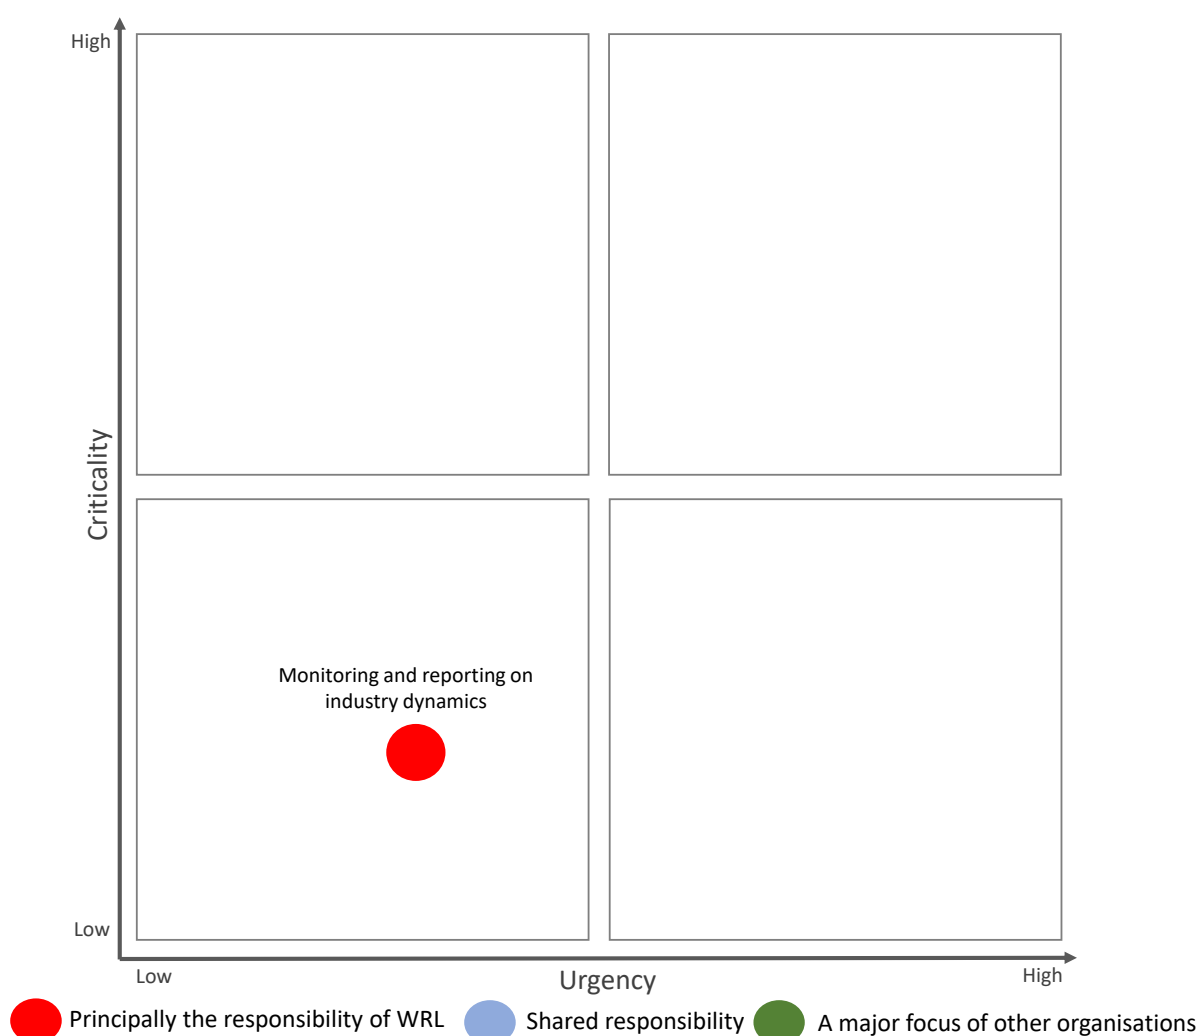 High
Criticality
Monitoring and reporting on
industry dynamics
Low
Low
Urgency
High
Principally the responsibility of WRL
Shared responsibility
A major focus of other organisations